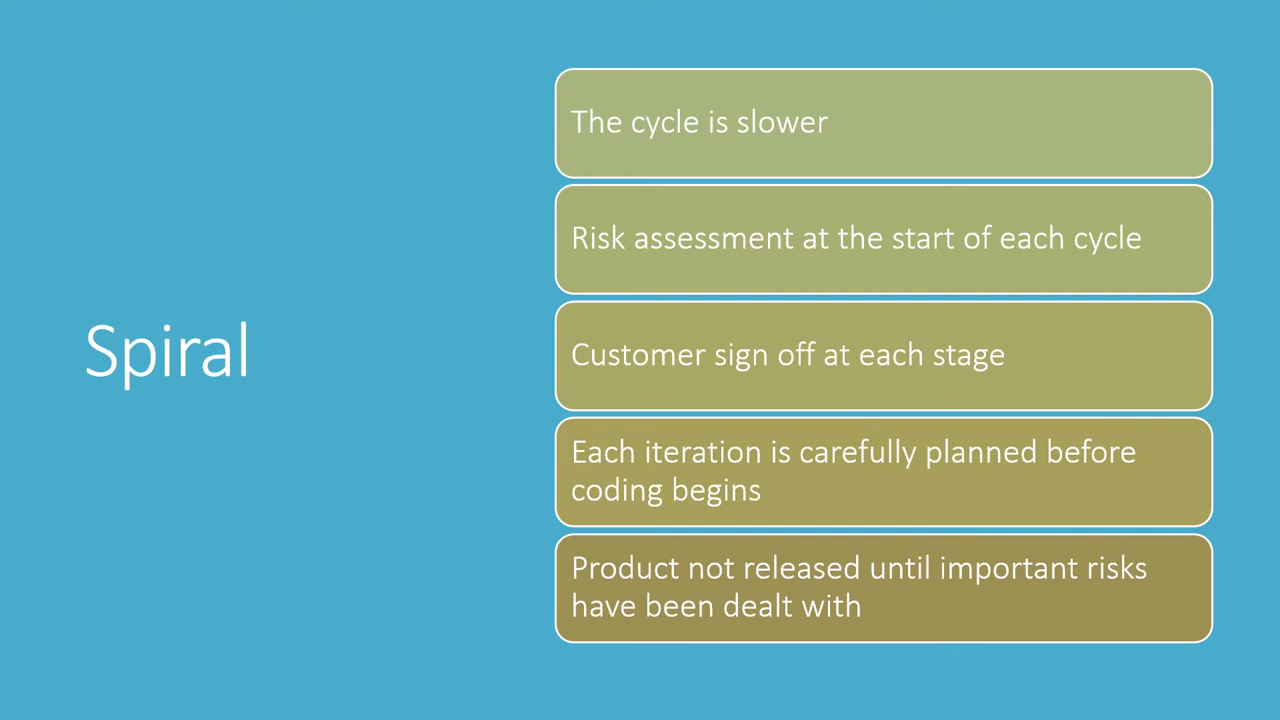 Spiral
The cycle is slower
Risk assessment at the start of each cycle
Customer sign off at each stage
Each iteration is carefully planned before
coding begins
Product not released until important risks
have been dealt with